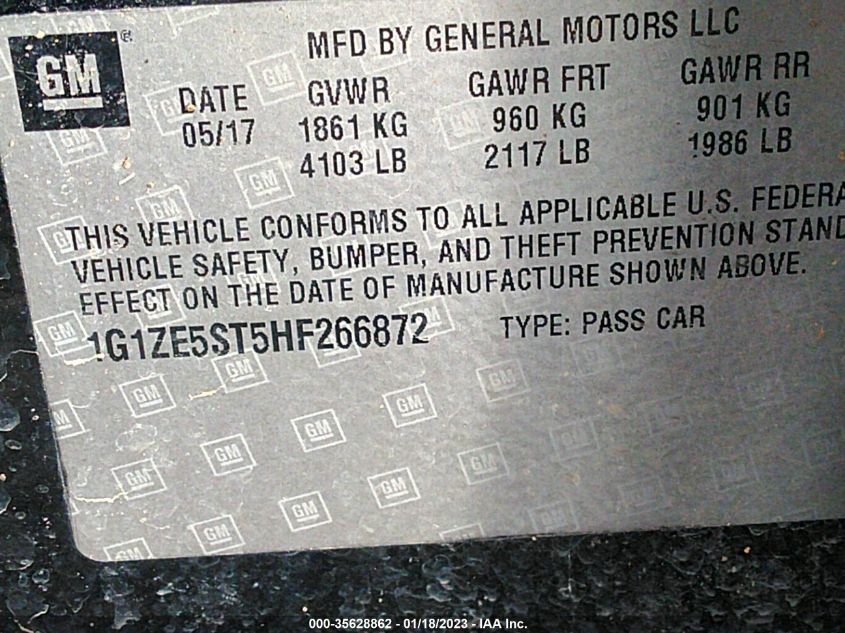 GM®
MFD BY GENERAL MOTORS LLC
DATE GVWR GAWR FRT GAWR RR
05/17 1861 KG 960 KG 901 KG
4103 LB 2117 LB 1986 LB
THIS VEHICLE CONFORMS TO ALL APPLICABLE U.S. FEDERA
VEHICLE SAFETY, BUMPER, AND THEFT PREVENTION STAND
EFFECT ON THE DATE OF MANUFACTURE SHOWN ABOVE.
1G1ZE5ST5HF266872 TYPE: PASS CAR
000-35628862 - 01/18/2023 - IAA Inc.